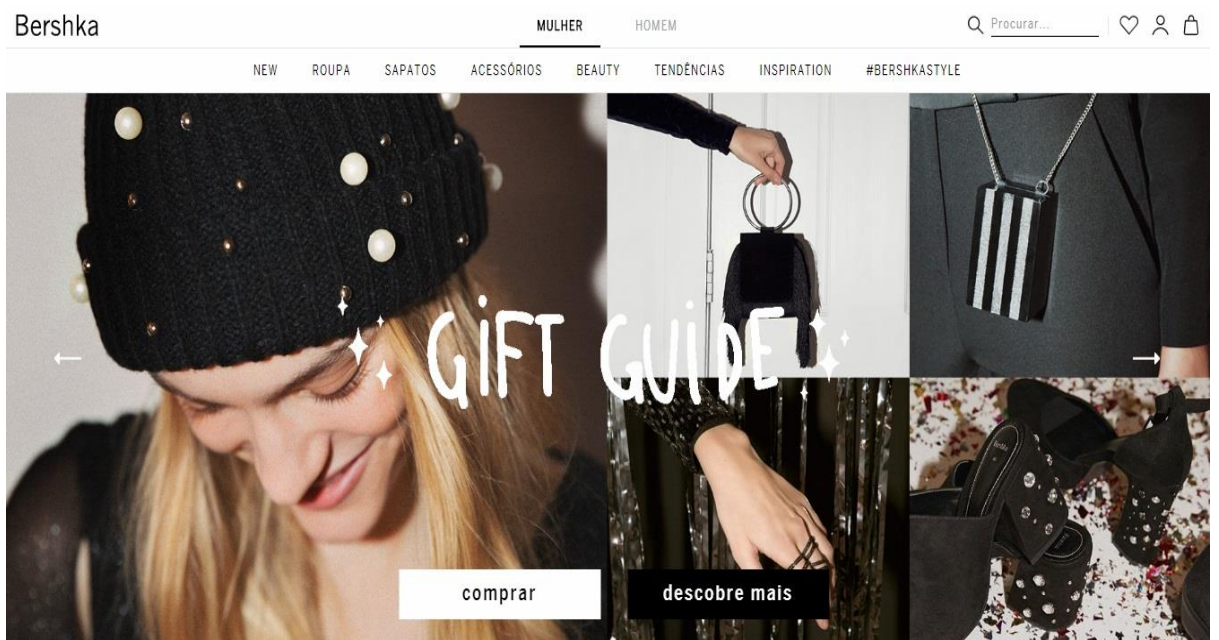 Bershka
MULHER HOMEM
Procurar...
NEW ROUPA SAPATOS ACESSÓRIOS BEAUTY TENDÊNCIAS INSPIRATION #BERSHKASTYLE
GIFT GUIDE
comprar
descobre mais